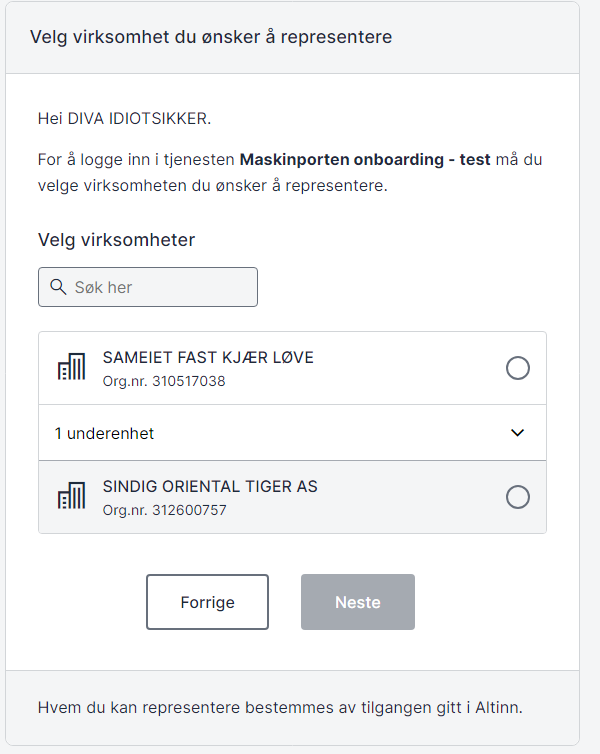 Velg virksomhet du ønsker å representere
Hei DIVA IDIOTSIKKER.
For å logge inn i tjenesten Maskinporten onboarding - test må du
velge virksomheten du ønsker å representere.
Velg virksomheter
Søk her
SAMEIET FAST KJÆR LØVE
Org.nr. 310517038
1 underenhet
SINDIG ORIENTAL TIGER AS
Org.nr. 312600757
Forrige
Neste
Hvem du kan representere bestemmes av tilgangen gitt i Altinn.